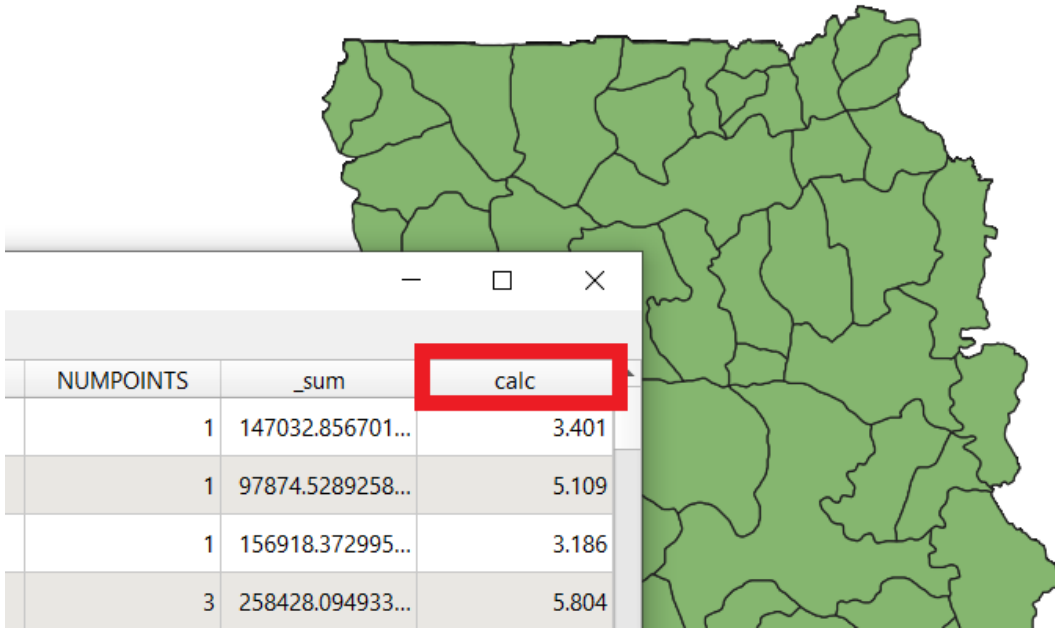 NUMPOINTS _sum calc
1 147032.856701... 3.401
1 97874.5289258... 5.109
1 156918.372995... 3.186
3 258428.094933... 5.804